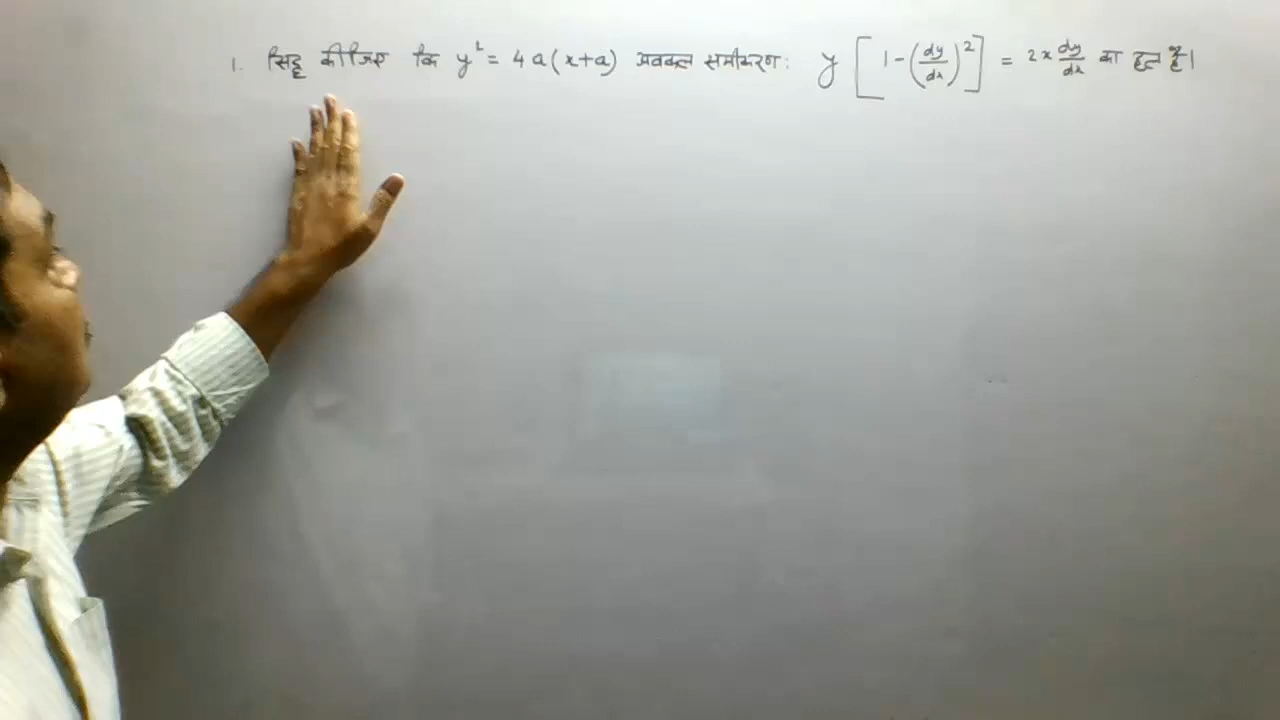 1. सिद्ध कीजिए कि y² = 4a(x+a) अवकल समीकरण: y [1-(dy/dx)²] = 2x dy/dx का हल है।